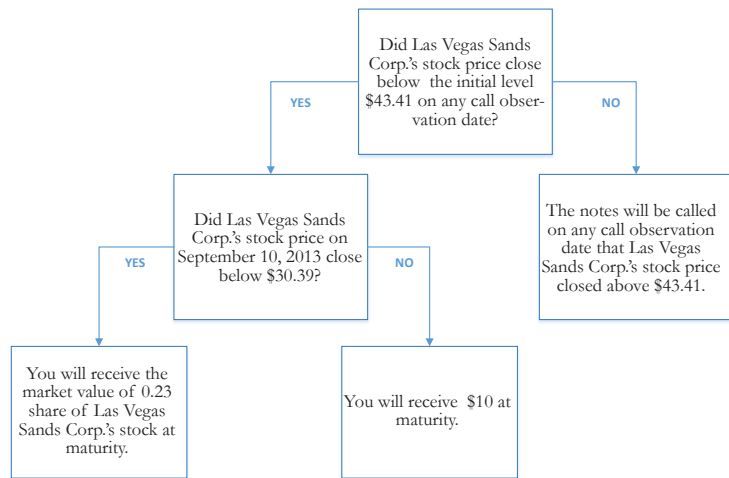 Did Las Vegas Sands
Corp.'s stock price close
below the initial level
$43.41 on any call obser-
vation date?
YES
NO
Did Las Vegas Sands
Corp.'s stock price on
September 10, 2013 close
below $30.39?
The notes will be called
on any call observation
date that Las Vegas
Sands Corp.'s stock price
closed above $43.41.
YES
NO
You will receive the
market value of 0.23
share of Las Vegas
Sands Corp.'s stock at
maturity.
You will receive $10 at
maturity.